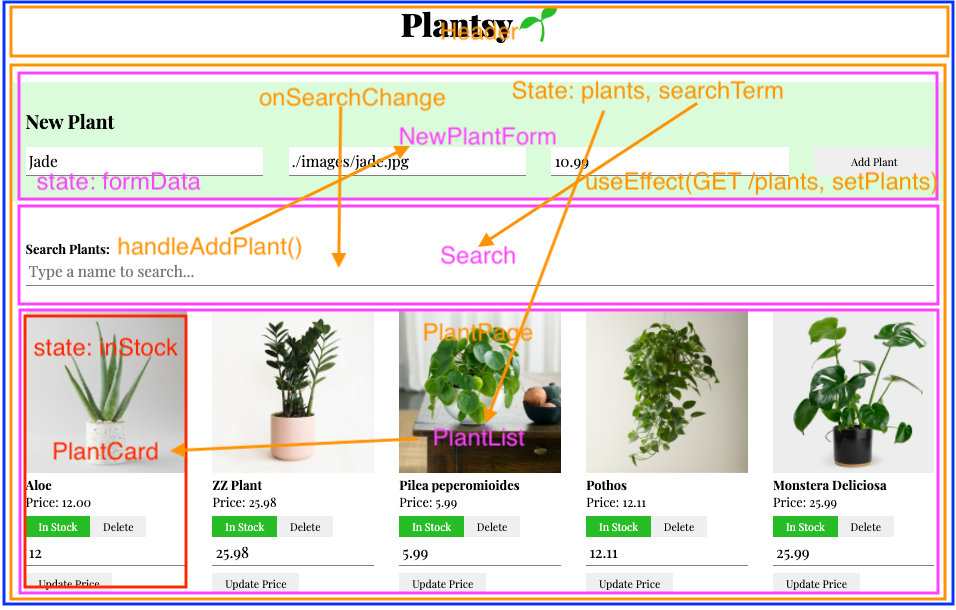 Plantsy
Header
onSearchChange
State: plants, searchTerm
New Plant
NewPlantForm
Jade
./images/jade.jpg
10.99
Add Plant
state: formData
useEffect(GET /plants, setPlants)
Search Plants:
handleAddPlant()
Search
Type a name to search...
PlantPage
state: inStock
PlantList
PlantCard
Aloe
ZZ Plant
Pilea peperomioides
Pothos
Monstera Deliciosa
Price: 12.00
Price: 25.98
Price: 5.99
Price: 12.11
Price: 25.99
In Stock Delete
In Stock Delete
In Stock Delete
In Stock Delete
In Stock Delete
12
25.98
5.99
12.11
25.99
Update Price
Update Price
Update Price
Update Price
Update Price